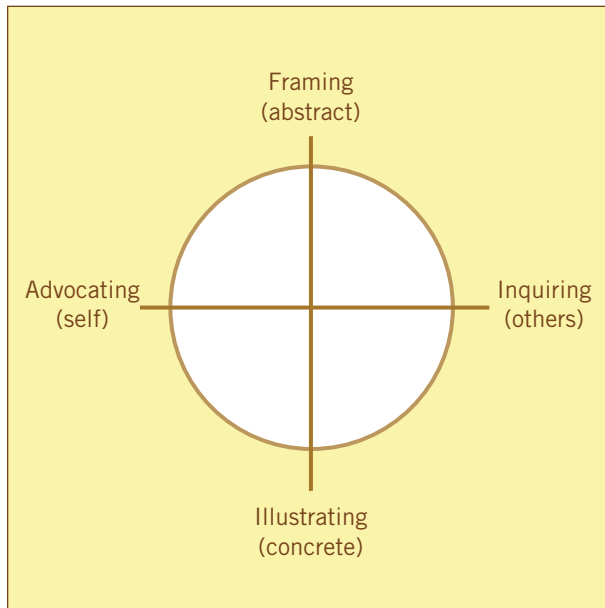 Framing
(abstract)
Advocating
(self)
Inquiring
(others)
Illustrating
(concrete)